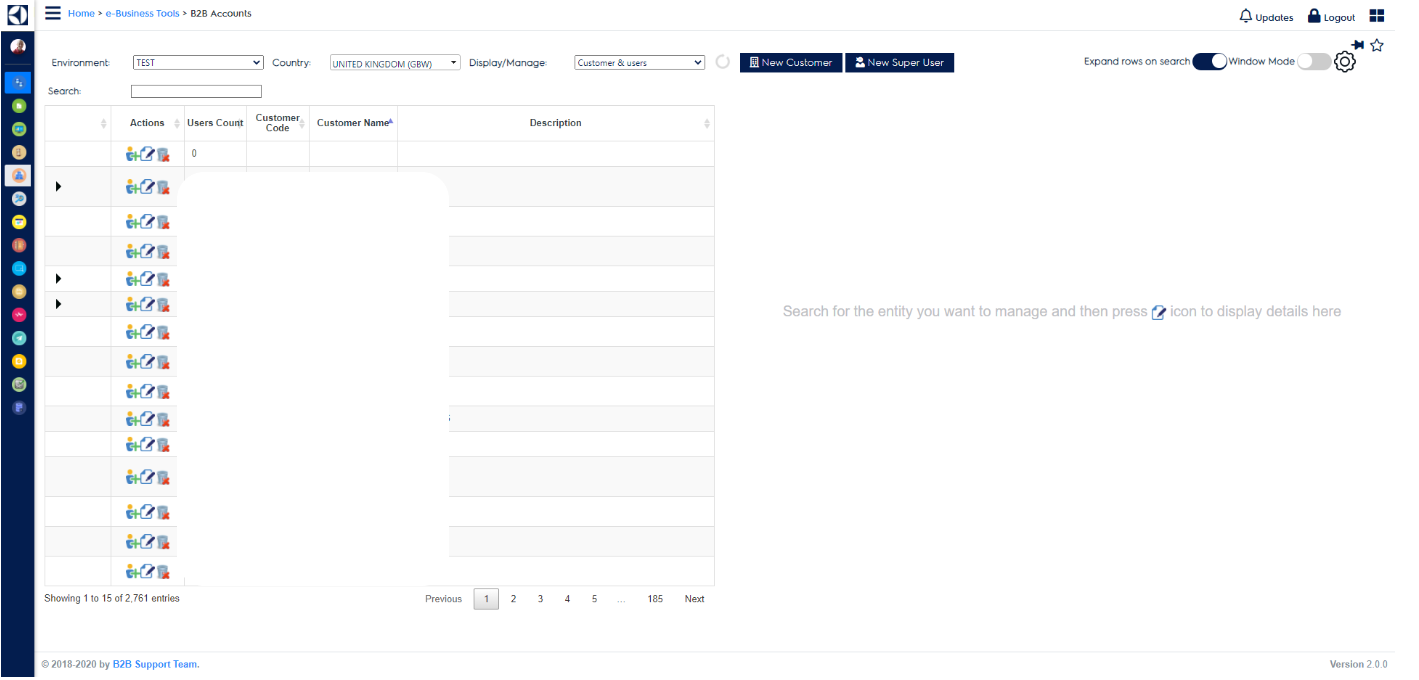 Home > e-Business Tools > B2B Accounts
Updates Logout
Environment: TEST Country: UNITED KINGDOM (GBW) Display/Manage: Customer & users New Customer New Super User Expand rows on search Window Mode
Search:
Actions Users Count Customer Code Customer Name Description
0
Search for the entity you want to manage and then press icon to display details here
Showing 1 to 15 of 2,761 entries Previous 1 2 3 4 5 ... 185 Next
© 2018-2020 by B2B Support Team. Version 2.0.0